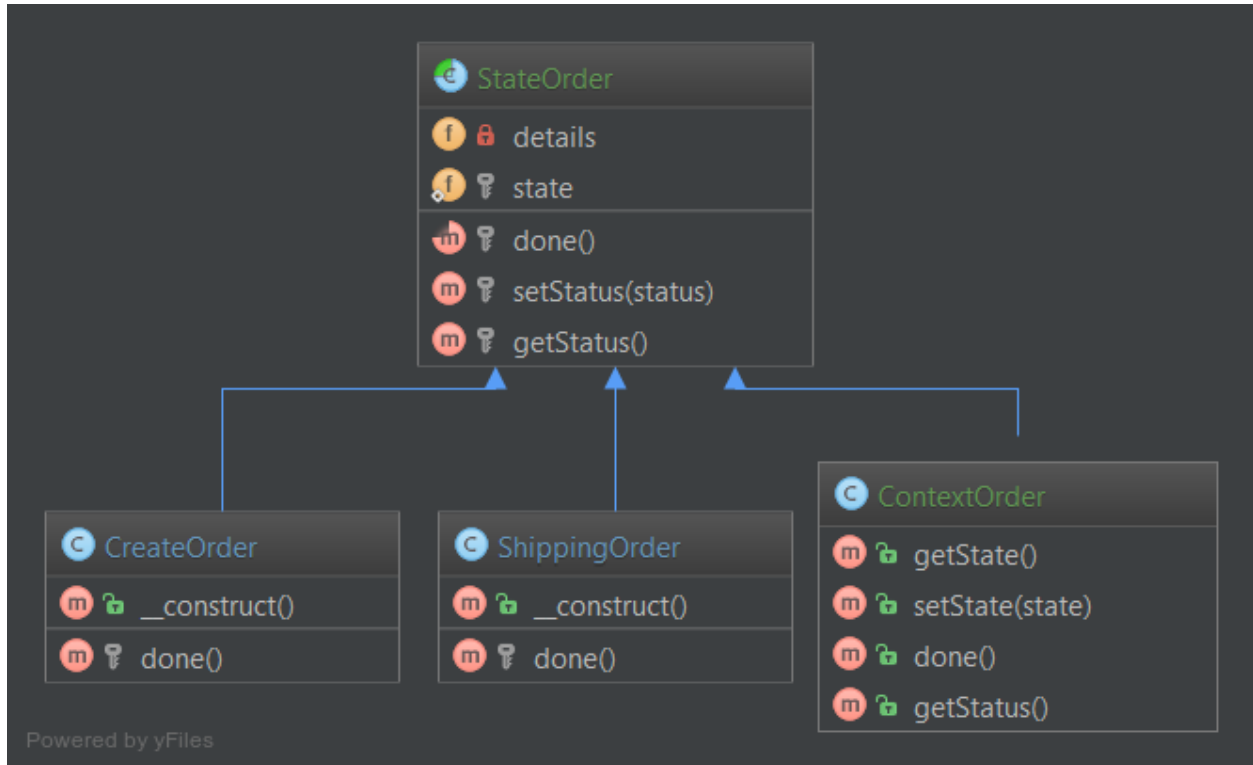 StateOrder
details
state
done()
setStatus(status)
getStatus()
CreateOrder
__construct()
done()
ShippingOrder
__construct()
done()
ContextOrder
getState()
setState(state)
done()
getStatus()
Powered by yFiles